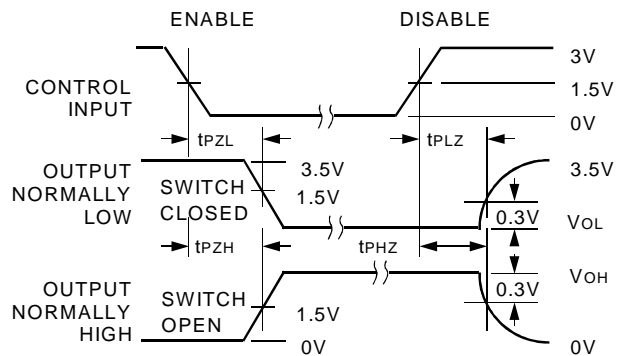 ENABLE DISABLE
3V
CONTROL INPUT 1.5V
0V
tPZL tPLZ
OUTPUT NORMALLY LOW
SWITCH CLOSED
3.5V 3.5V
1.5V
0.3V VOL
tPZH tPHZ
OUTPUT NORMALLY HIGH
SWITCH OPEN
VOH
0.3V
1.5V
0V 0V